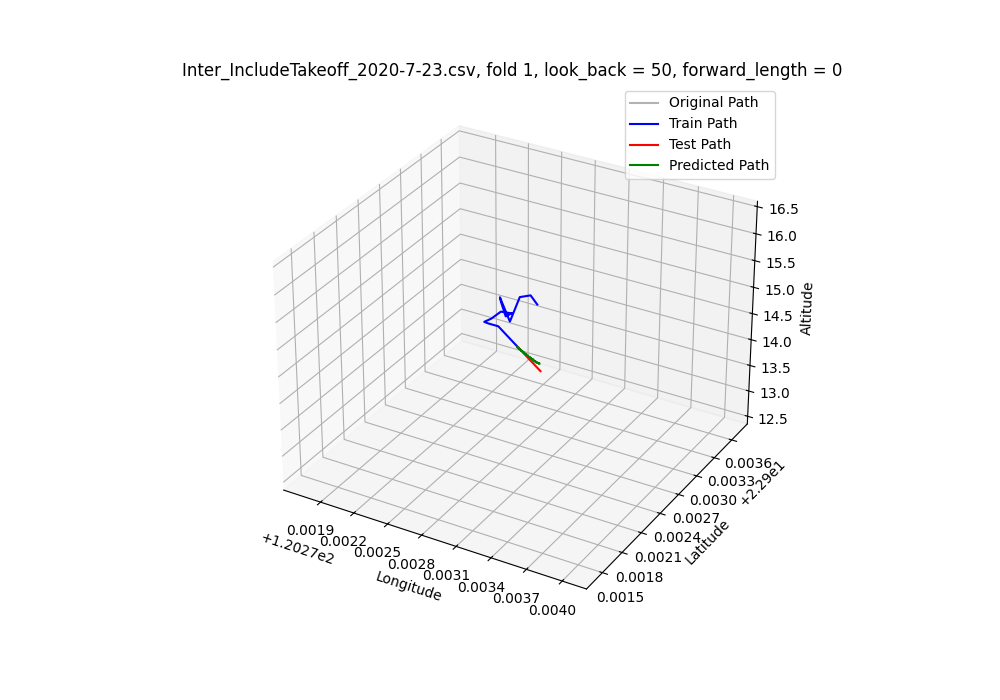 Inter_IncludeTakeoff_2020-7-23.csv, fold 1, look_back = 50, forward_length = 0
Original Path
Train Path
Test Path
Predicted Path
16.5
16.0
15.5
15.0
14.5
14.0
13.5
13.0
12.5
Altitude
0.0036
0.0033
0.0030
0.0027
0.0024
0.0021
0.0018
0.0015
+2.29e1
Latitude
0.0019
0.0022
0.0025
0.0028
0.0031
0.0034
0.0037
0.0040
+1.2027e2
Longitude